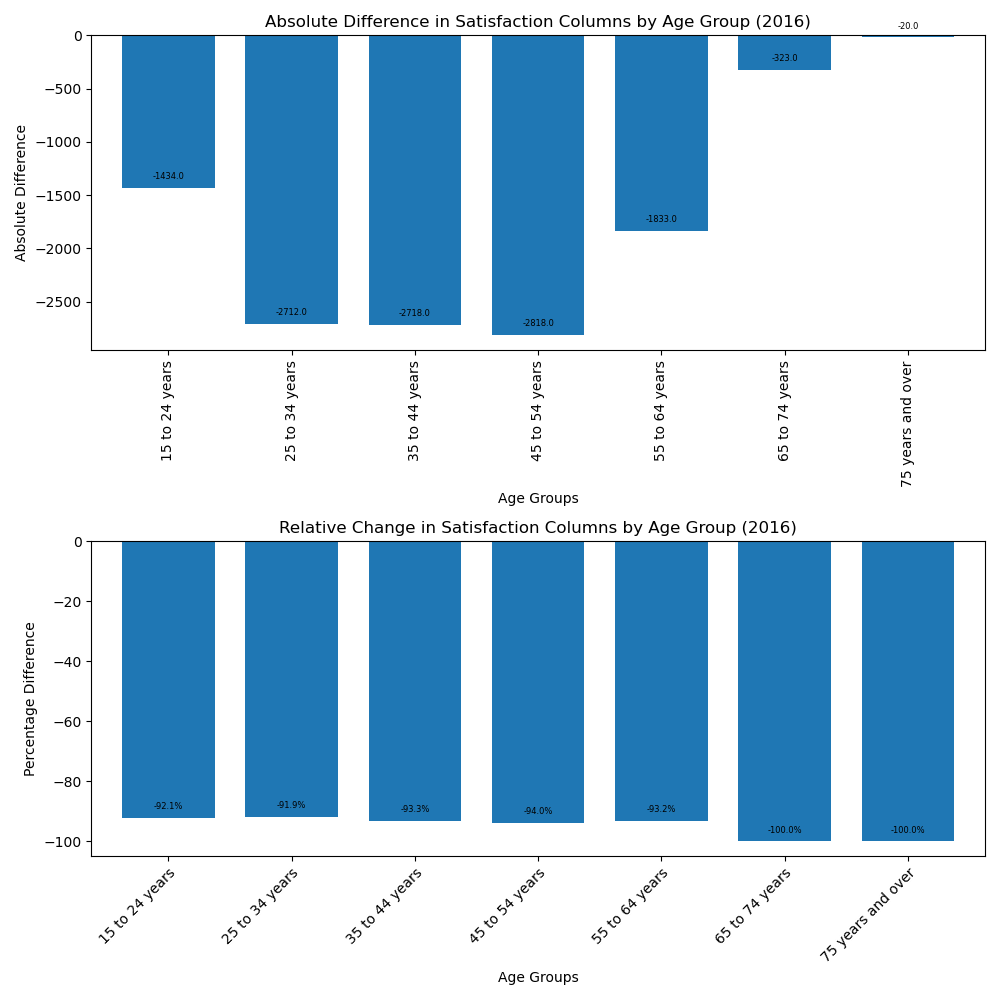 Absolute Difference in Satisfaction Columns by Age Group (2016)
Absolute Difference
0
−500
−1000
−1500
−2000
−2500
-1434.0
-2712.0
-2718.0
-2818.0
-1833.0
-323.0
-20.0
15 to 24 years
25 to 34 years
35 to 44 years
45 to 54 years
55 to 64 years
65 to 74 years
75 years and over
Age Groups
Relative Change in Satisfaction Columns by Age Group (2016)
Percentage Difference
0
−20
−40
−60
−80
−100
-92.1%
-91.9%
-93.3%
-94.0%
-93.2%
-100.0%
-100.0%
15 to 24 years
25 to 34 years
35 to 44 years
45 to 54 years
55 to 64 years
65 to 74 years
75 years and over
Age Groups